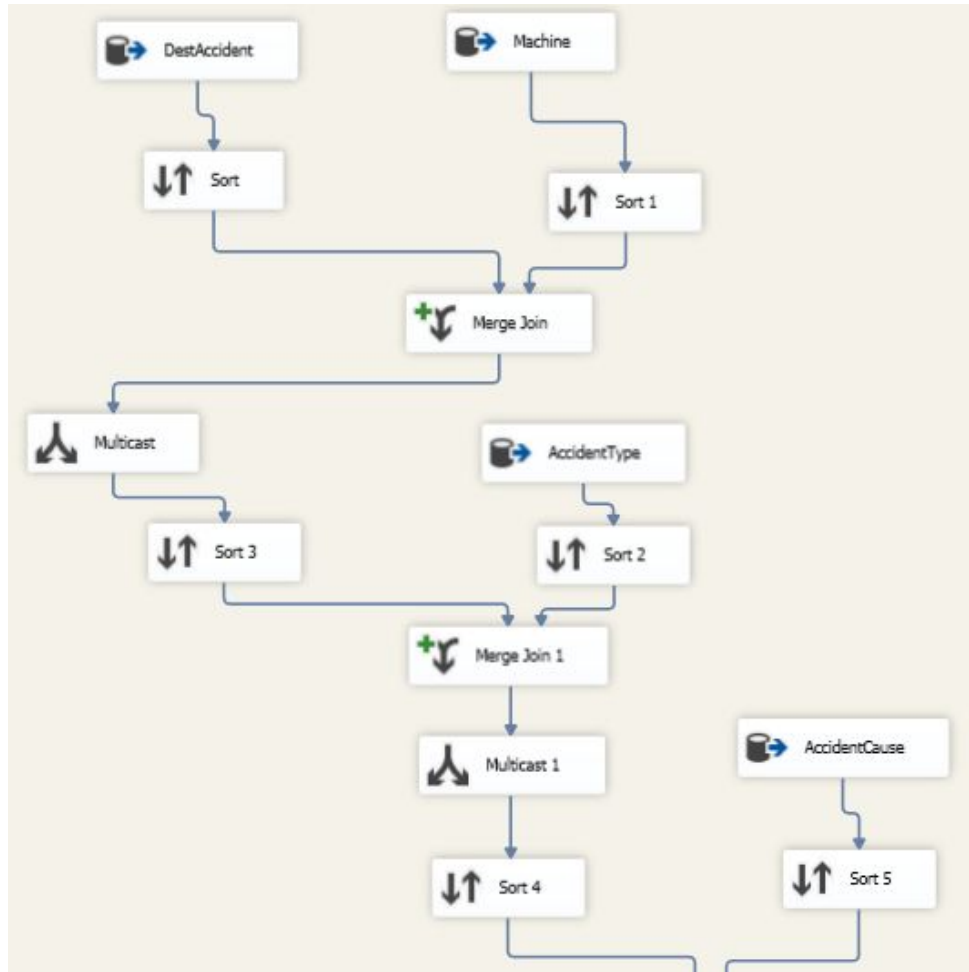 DestAccident
Machine
Sort
Sort 1
Merge Join
Multicast
AccidentType
Sort 3
Sort 2
Merge Join 1
AccidentCause
Multicast 1
Sort 4
Sort 5